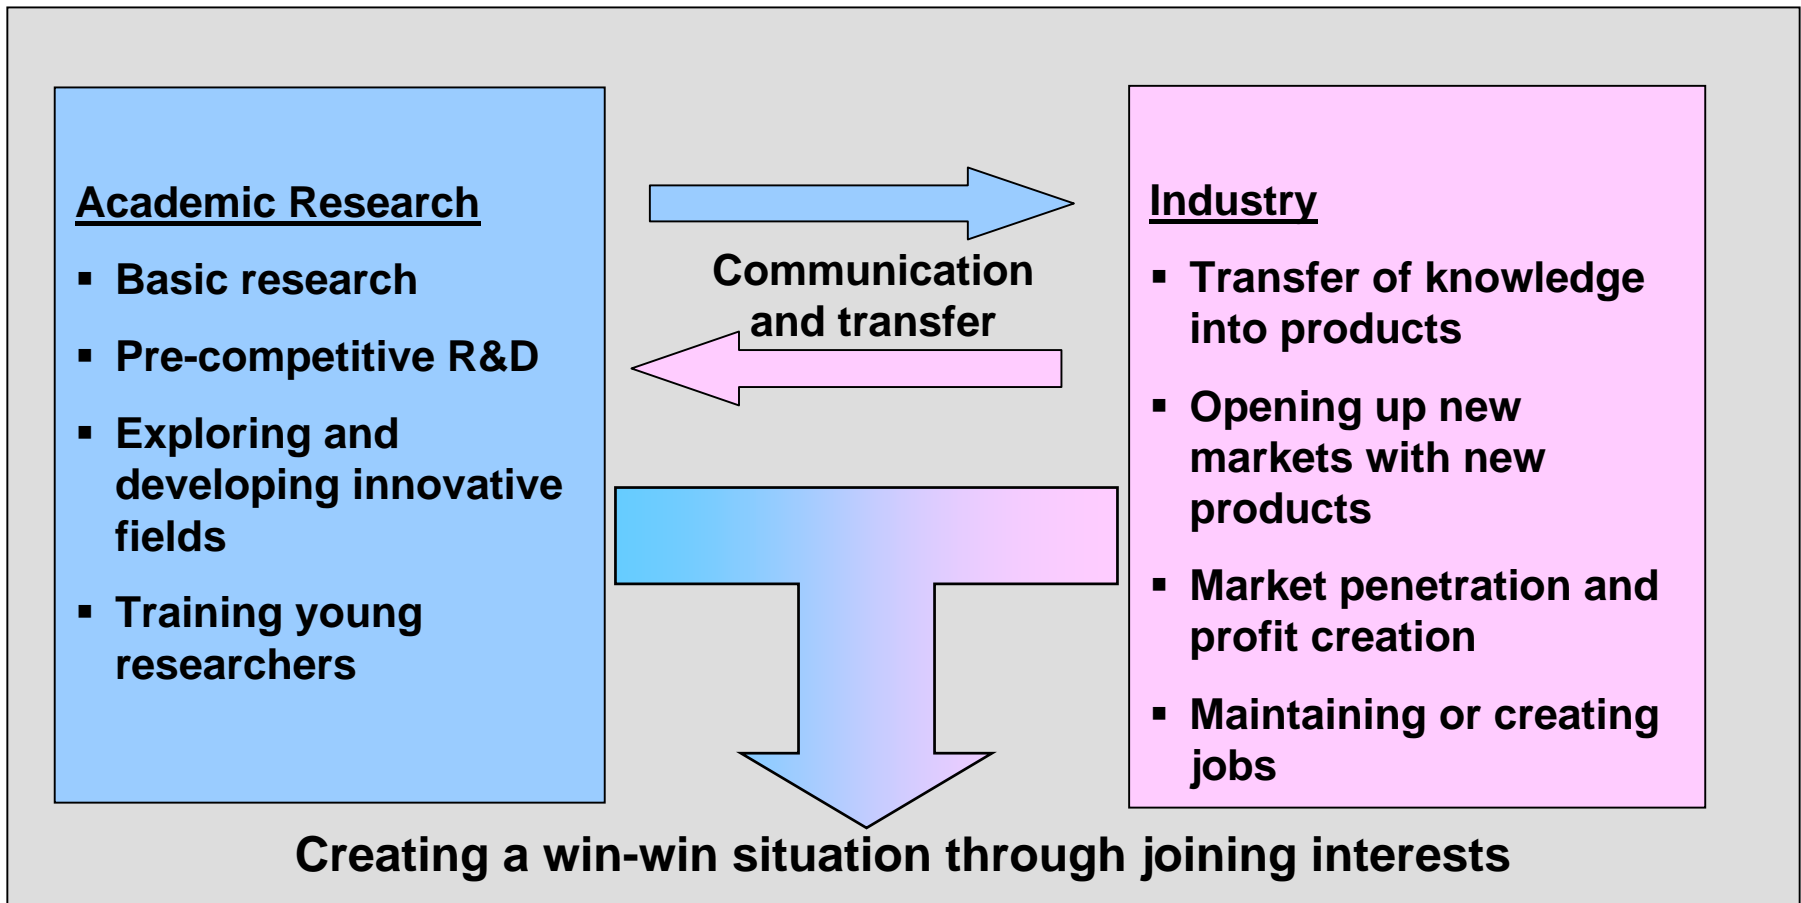 Academic Research
▪ Basic research
▪ Pre-competitive R&D
▪ Exploring and
developing innovative
fields
▪ Training young
researchers
Communication
and transfer
Industry
▪ Transfer of knowledge
into products
▪ Opening up new
markets with new
products
▪ Market penetration and
profit creation
▪ Maintaining or creating
jobs
Creating a win-win situation through joining interests